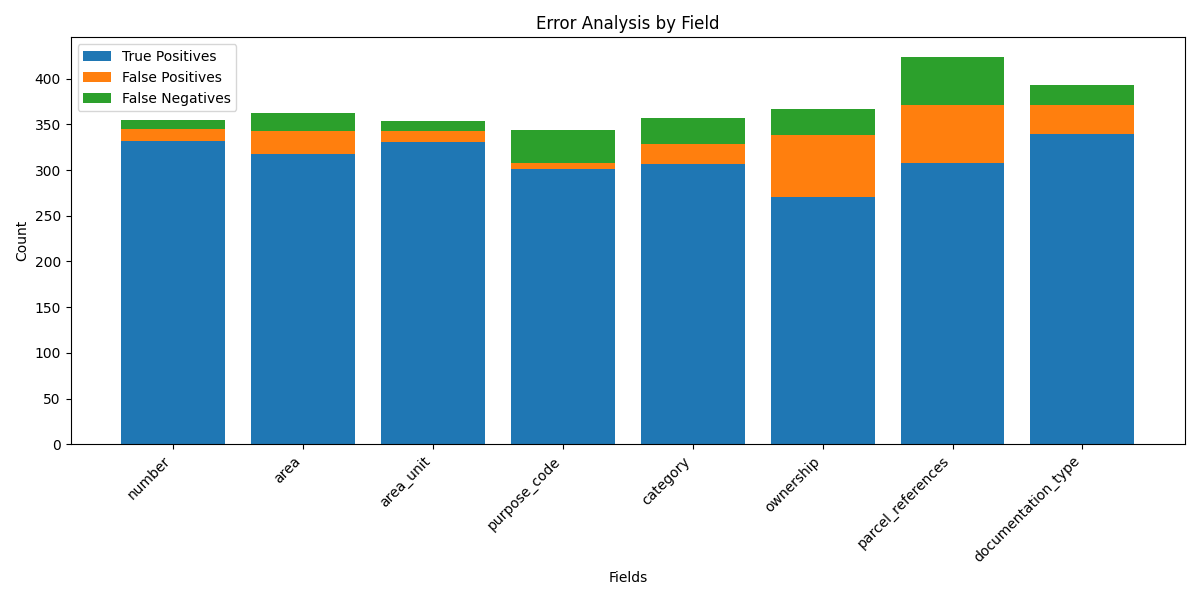 Error Analysis by Field
True Positives
False Positives
False Negatives
Count
400
350
300
250
200
150
100
50
0
number
area
area_unit
purpose_code
category
ownership
parcel_references
documentation_type
Fields